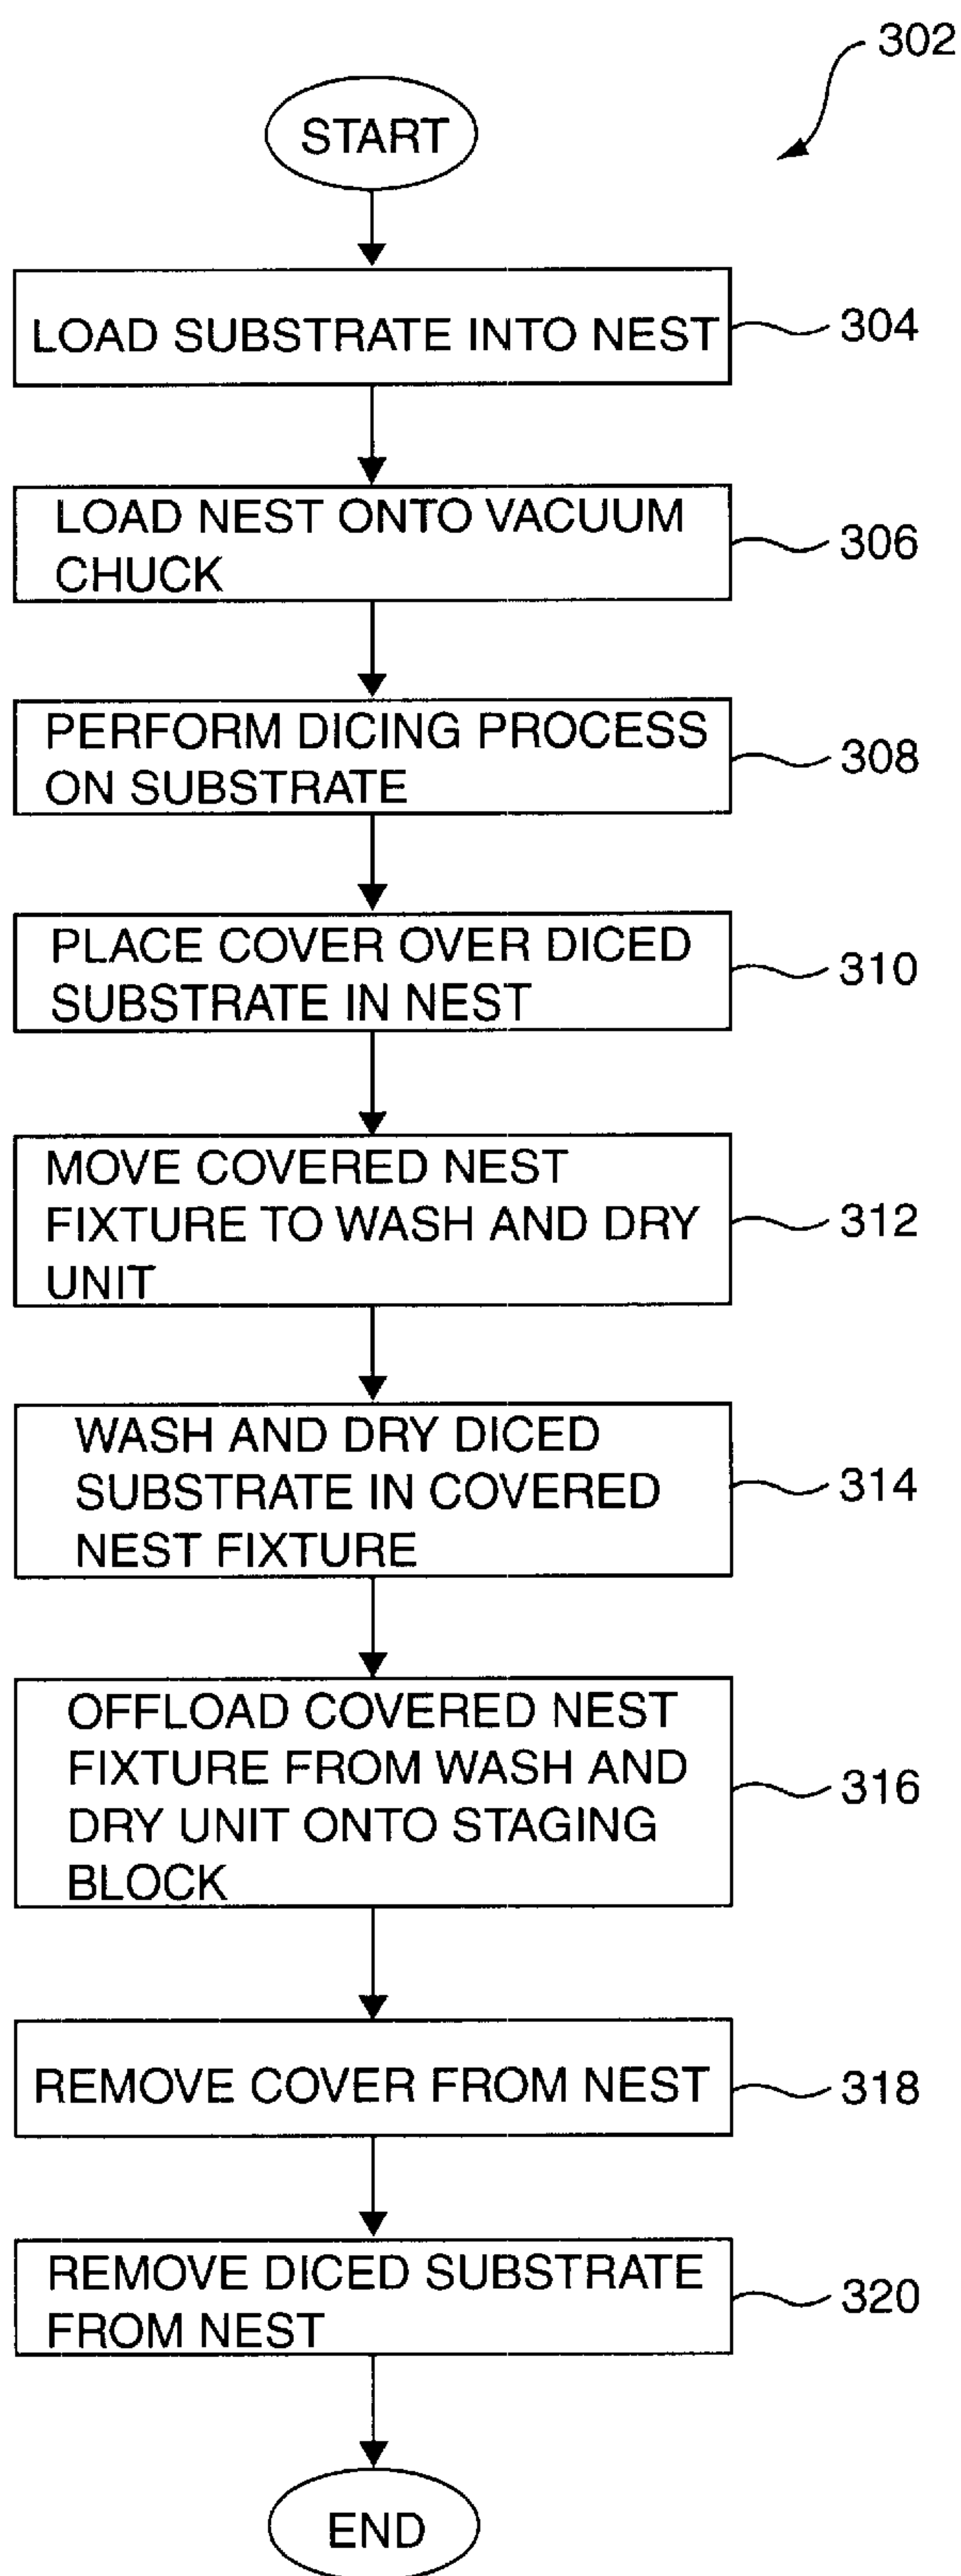 302
START
LOAD SUBSTRATE INTO NEST
304
LOAD NEST ONTO VACUUM
CHUCK
306
PERFORM DICING PROCESS
ON SUBSTRATE
308
PLACE COVER OVER DICED
SUBSTRATE IN NEST
310
MOVE COVERED NEST
FIXTURE TO WASH AND DRY
UNIT
312
WASH AND DRY DICED
SUBSTRATE IN COVERED
NEST FIXTURE
314
OFFLOAD COVERED NEST
FIXTURE FROM WASH AND
DRY UNIT ONTO STAGING
BLOCK
316
REMOVE COVER FROM NEST
318
REMOVE DICED SUBSTRATE
FROM NEST
320
END